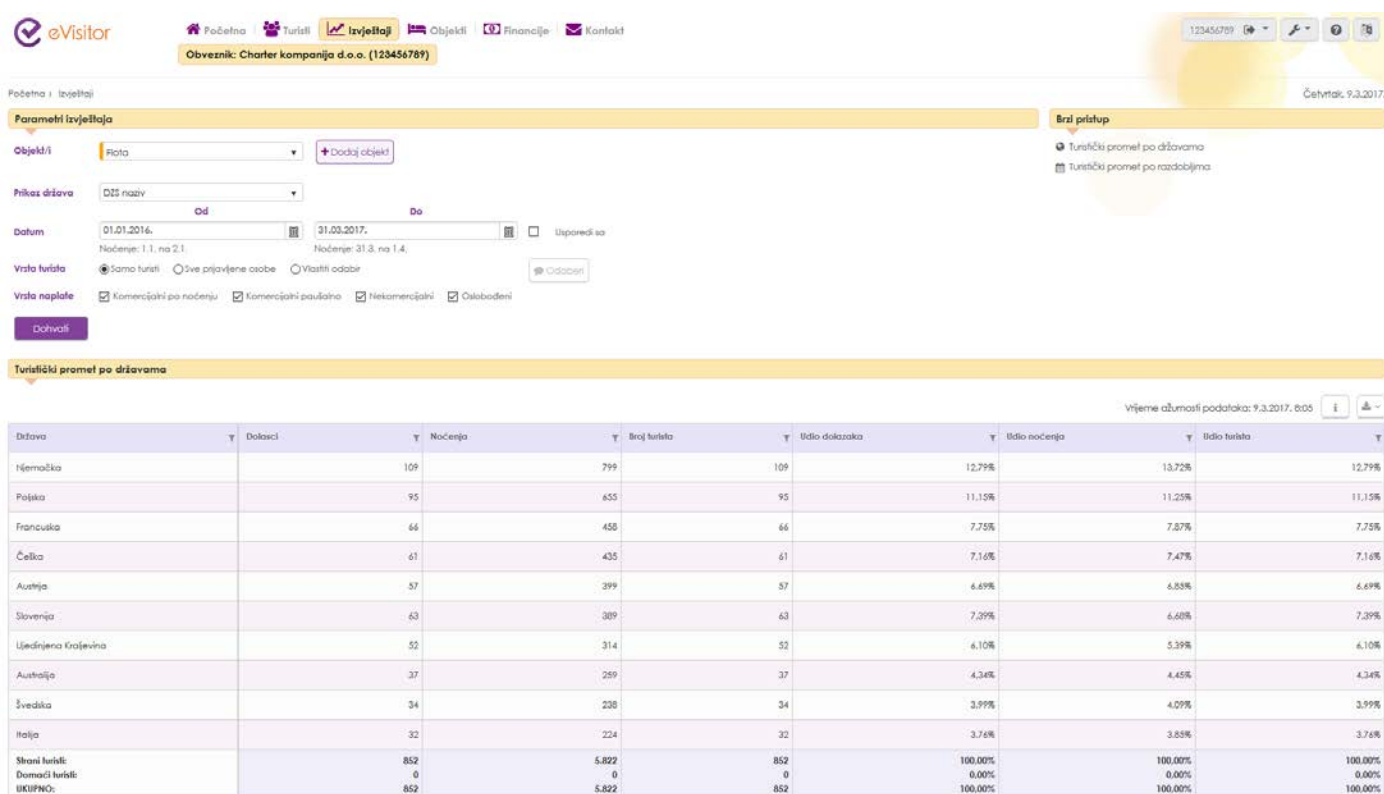 eVisitor
Početna Turisti Izvještaji Objekti Financije Kontakt
123456789
Obveznik: Charter kompanija d.o.o. (123456789)
Početna › Izvještaji
Četvrtak, 9.3.2017.
Parametri izvještaja
Brzi pristup
Objekt/i Flota + Dodaj objekt
Turistički promet po državama
Turistički promet po razdobljima
Prikaz država DZS naziv
Od Do
Datum 01.01.2016. 31.03.2017. Usporedi sa
Noćenje: 1.1. na 2.1. Noćenje: 31.3. na 1.4.
Vrsta turista Samo turisti Sve prijavljene osobe Vlastiti odabir Odaberi
Vrsta naplate Komercijalni po noćenju Komercijalni paušalno Nekomercijalni Oslobođeni
Dohvati
Turistički promet po državama
Vrijeme ažurnosti podataka: 9.3.2017. 8:05 i
Država Dolasci Noćenja Broj turista Udio dolazaka Udio noćenja Udio turista
Njemačka 109 799 109 12,79% 13,72% 12,79%
Poljska 95 655 95 11,15% 11,25% 11,15%
Francuska 66 458 66 7,75% 7,87% 7,75%
Češka 61 435 61 7,16% 7,47% 7,16%
Austrija 57 399 57 6,69% 6,85% 6,69%
Slovenija 63 389 63 7,39% 6,68% 7,39%
Ujedinjena Kraljevina 52 314 52 6,10% 5,39% 6,10%
Australija 37 259 37 4,34% 4,45% 4,34%
Švedska 34 238 34 3,99% 4,09% 3,99%
Italija 32 224 32 3,76% 3,85% 3,76%
Strani turisti: 852 5.822 852 100,00% 100,00% 100,00%
Domaći turisti: 0 0 0 0,00% 0,00% 0,00%
UKUPNO: 852 5.822 852 100,00% 100,00% 100,00%